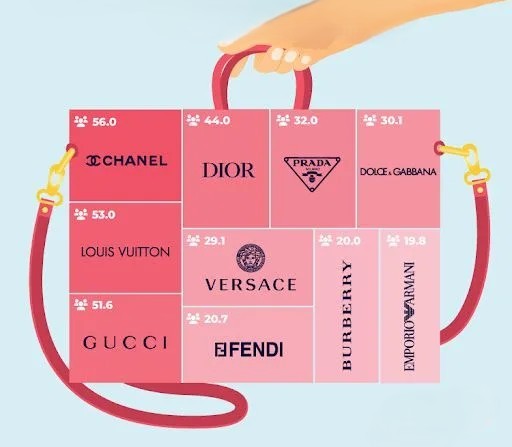 56.0
CHANEL
53.0
LOUIS VUITTON
51.6
GUCCI
44.0
DIOR
32.0
PRADA
30.1
DOLCE & GABBANA
29.1
VERSACE
20.7
FENDI
20.0
BURBERRY
19.8
EMPORIO ARMANI